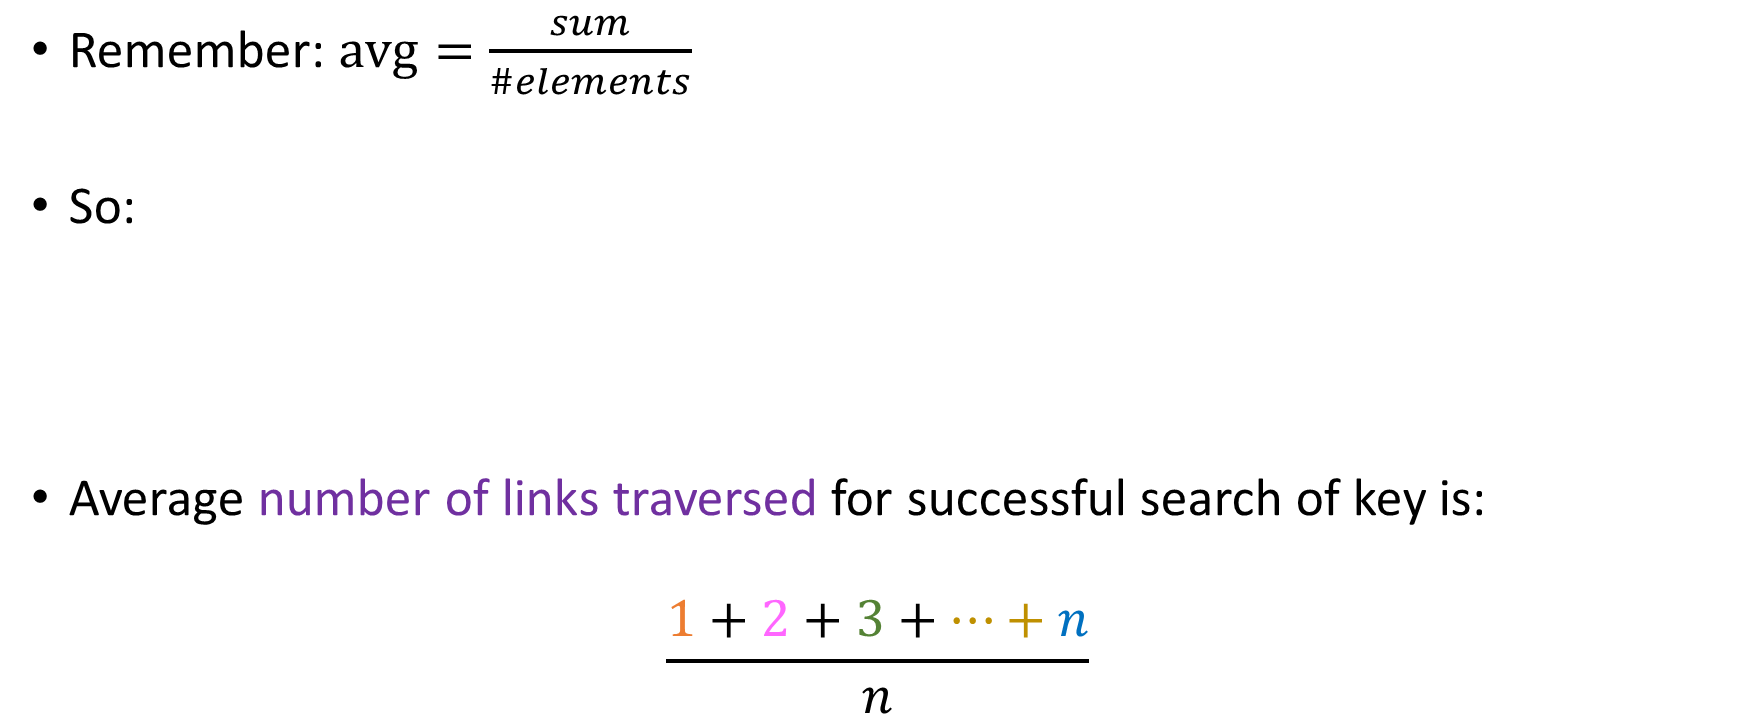 • Remember: avg = sum / #elements
• So:
• Average number of links traversed for successful search of key is:
1 + 2 + 3 + ⋯ + n
n